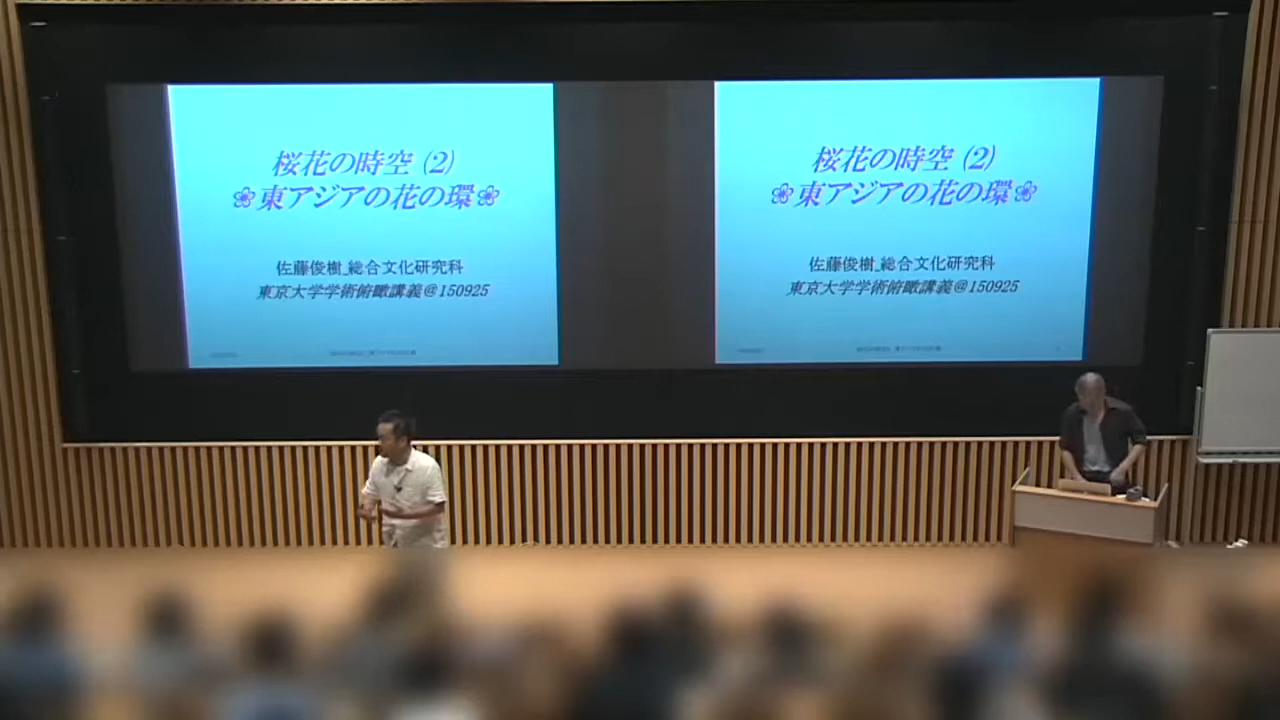 桜花の時空 (2)
❀東アジアの花の環❀
佐藤俊樹_総合文化研究科
東京大学学術俯瞰講義@150925
桜花の時空 (2)
❀東アジアの花の環❀
佐藤俊樹_総合文化研究科
東京大学学術俯瞰講義@150925